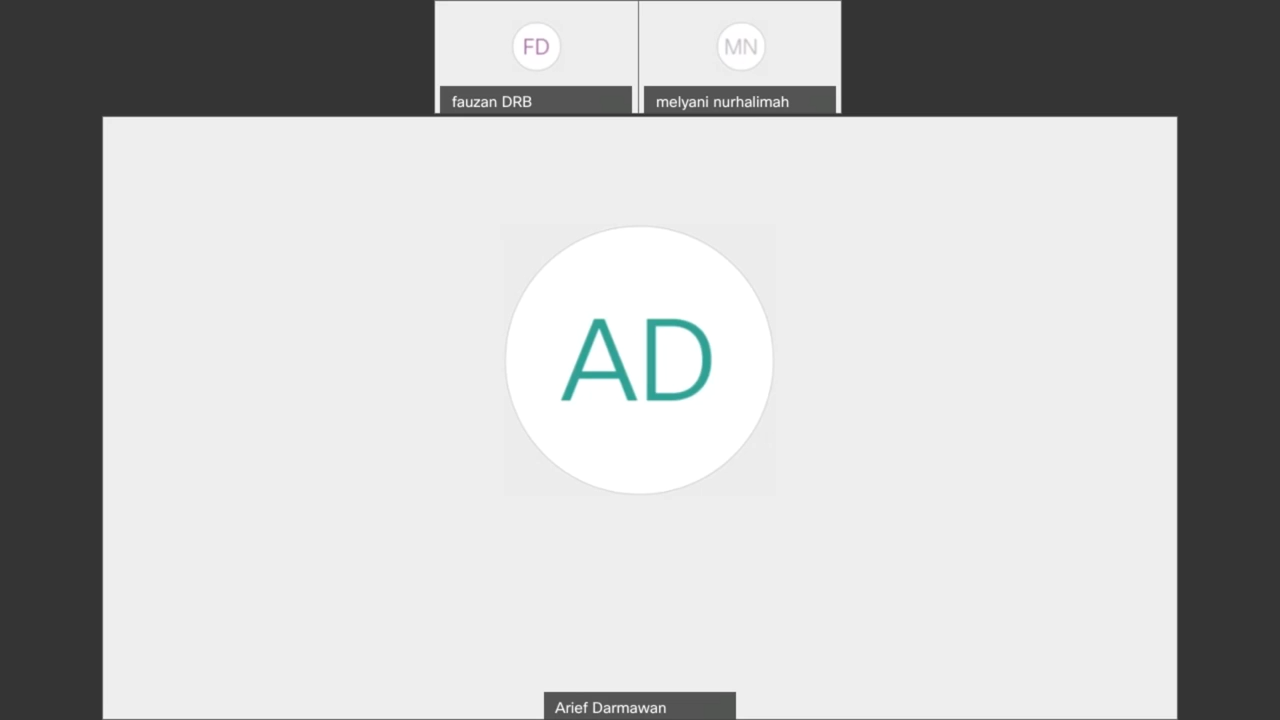 FD
MN
fauzan DRB
melyani nurhalimah
AD
Arief Darmawan